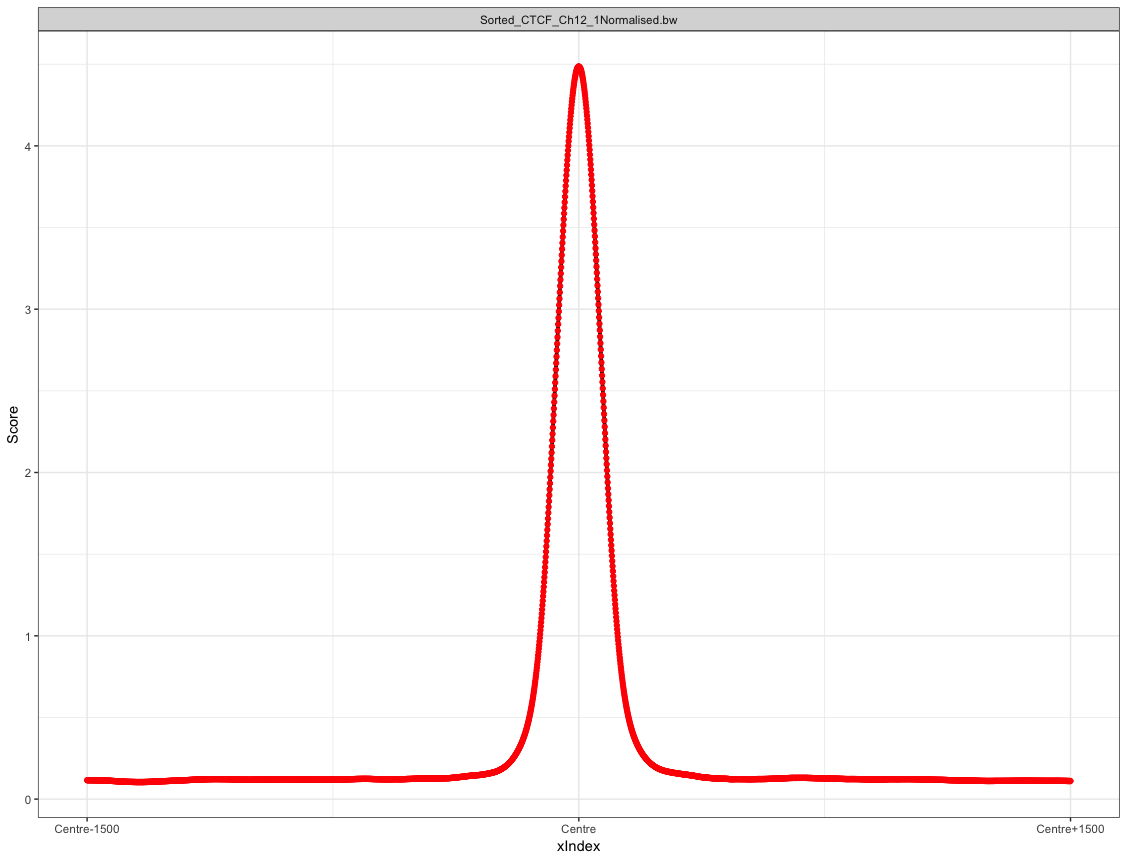 Sorted_CTCF_Ch12_1Normalised.bw
Score
4
3
2
1
0
Centre-1500
Centre
Centre+1500
xIndex